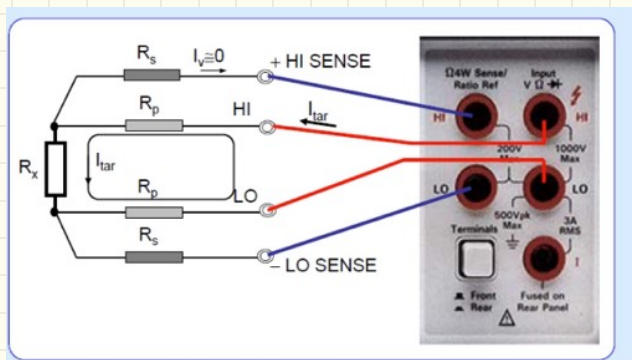 Rs
Iv≅0
+ HI SENSE
Rp
HI
Itar
Rx
Itar
Rp
LO
Rs
– LO SENSE
Ω4W Sense/
Ratio Ref
Input
V Ω
HI
HI
200V
Max
1000V
Max
LO
LO
500Vpk
Max
3A
RMS
Terminals
I
Front
Rear
Fused on
Rear Panel